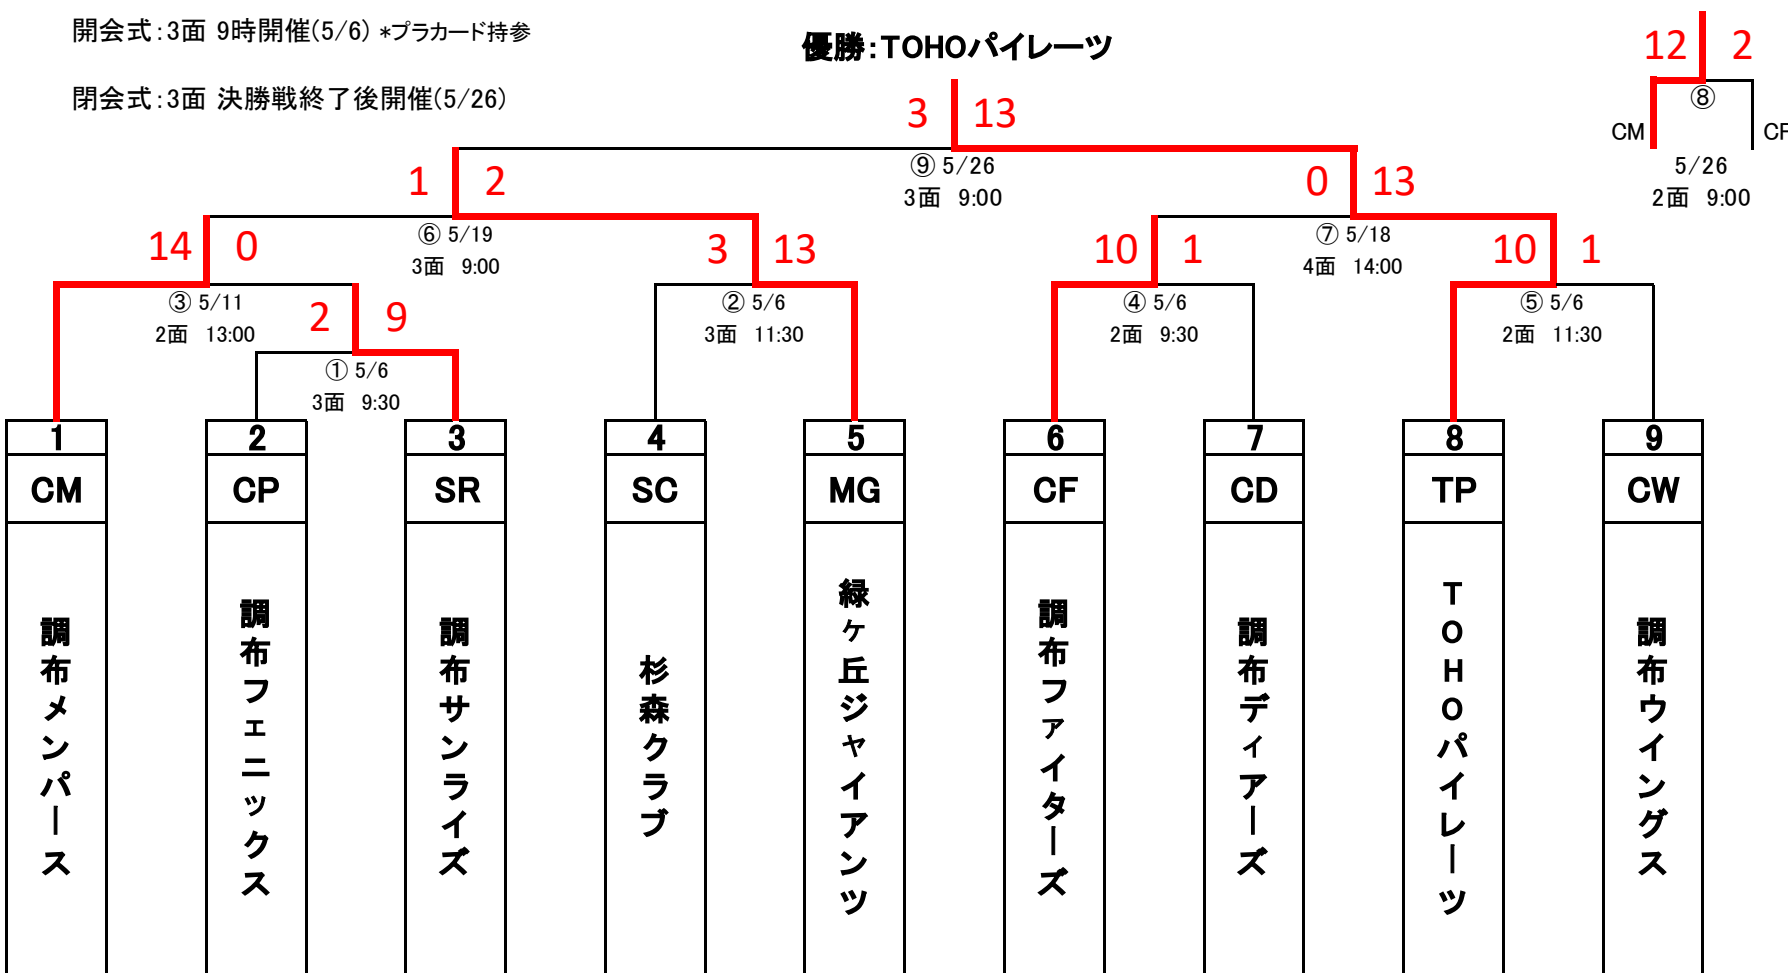 開会式:3面 9時開催(5/6) *プラカード持参
優勝:TOHOパイレーツ
12 2
閉会式:3面 決勝戦終了後開催(5/26)
⑧
3 13
CM CF
⑨ 5/26
3面 9:00
5/26
2面 9:00
1 2
0 13
⑥ 5/19
3面 9:00
⑦ 5/18
4面 14:00
14 0
3 13
10 1
10 1
③ 5/11
2面 13:00
② 5/6
3面 11:30
④ 5/6
2面 9:30
⑤ 5/6
2面 11:30
2 9
① 5/6
3面 9:30
1 2 3 4 5 6 7 8 9
CM CP SR SC MG CF CD TP CW
調布メンパース
調布フェニックス
調布サンライズ
杉森クラブ
緑ヶ丘ジャイアンツ
調布ファイターズ
調布ディアーズ
TOHOパイレーツ
調布ウイングス